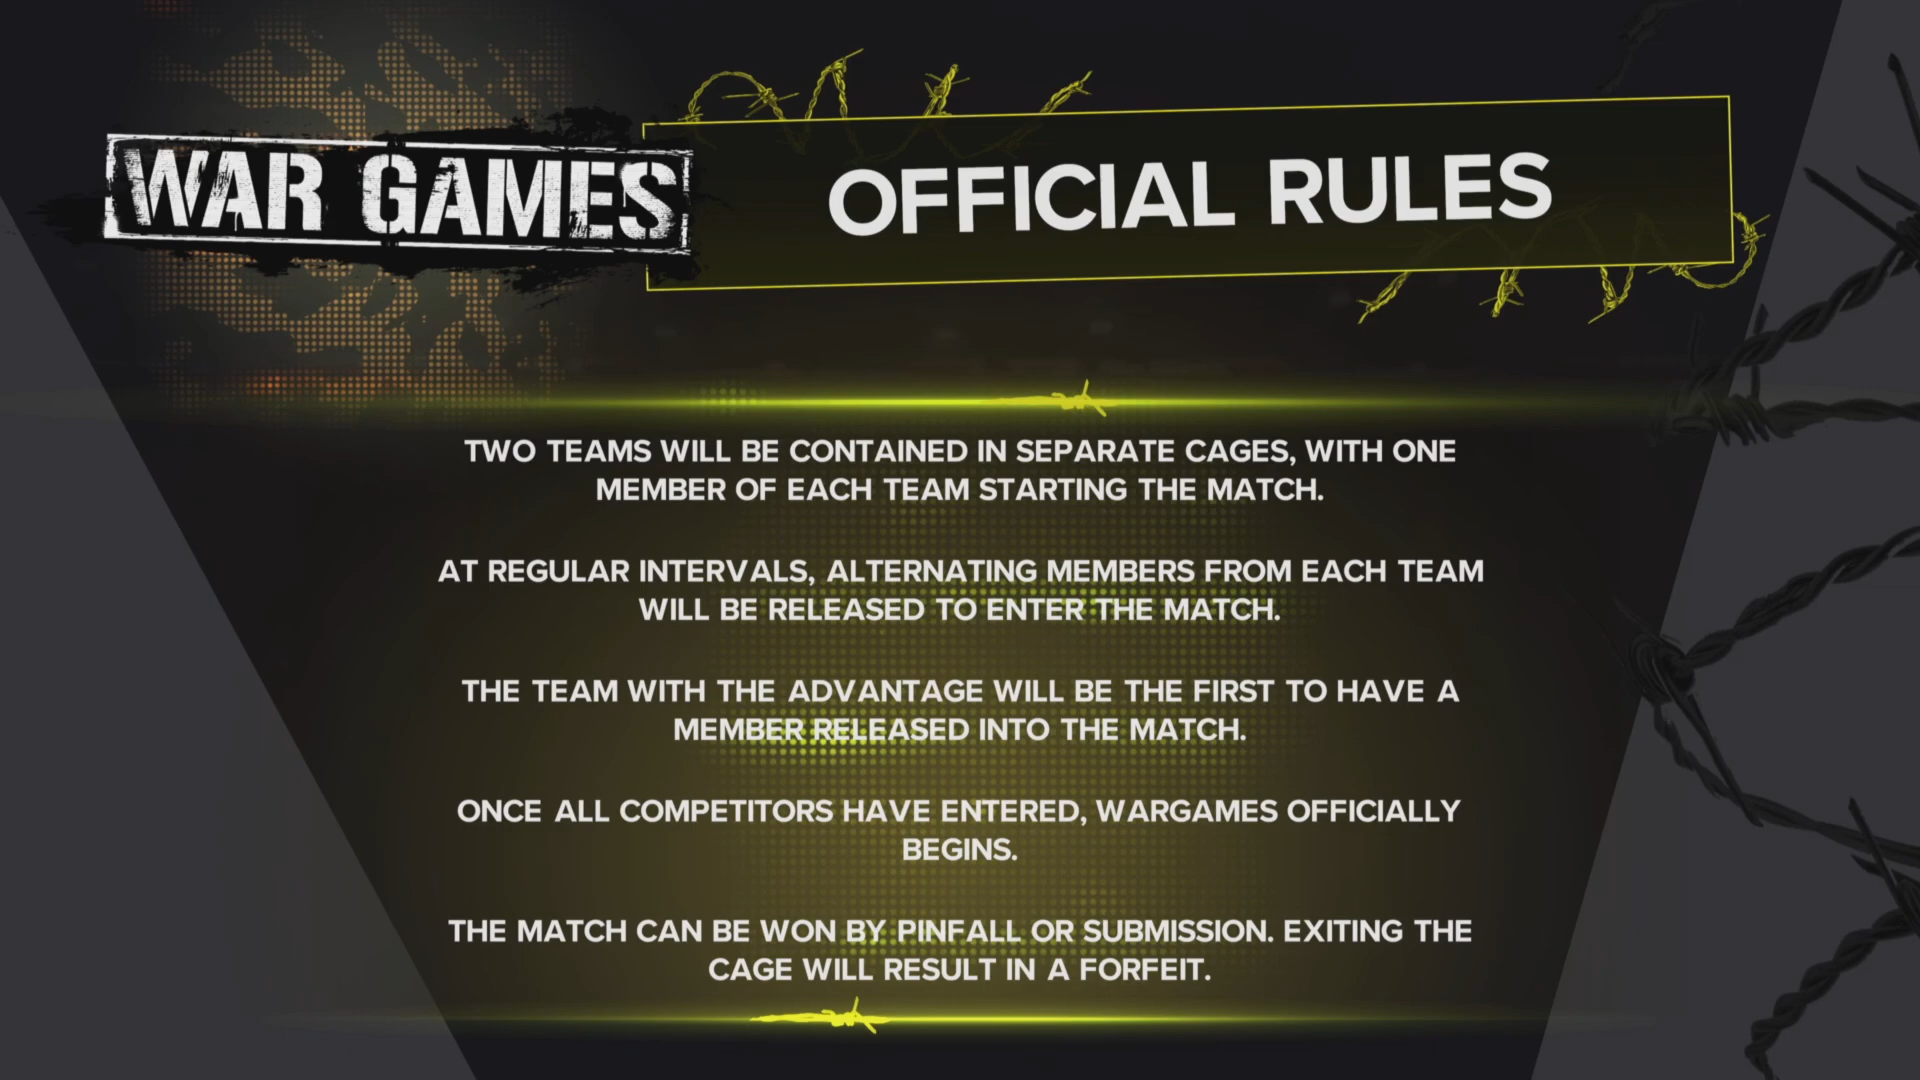 WAR GAMES
OFFICIAL RULES
TWO TEAMS WILL BE CONTAINED IN SEPARATE CAGES, WITH ONE
MEMBER OF EACH TEAM STARTING THE MATCH.
AT REGULAR INTERVALS, ALTERNATING MEMBERS FROM EACH TEAM
WILL BE RELEASED TO ENTER THE MATCH.
THE TEAM WITH THE ADVANTAGE WILL BE THE FIRST TO HAVE A
MEMBER RELEASED INTO THE MATCH.
ONCE ALL COMPETITORS HAVE ENTERED, WARGAMES OFFICIALLY
BEGINS.
THE MATCH CAN BE WON BY PINFALL OR SUBMISSION. EXITING THE
CAGE WILL RESULT IN A FORFEIT.